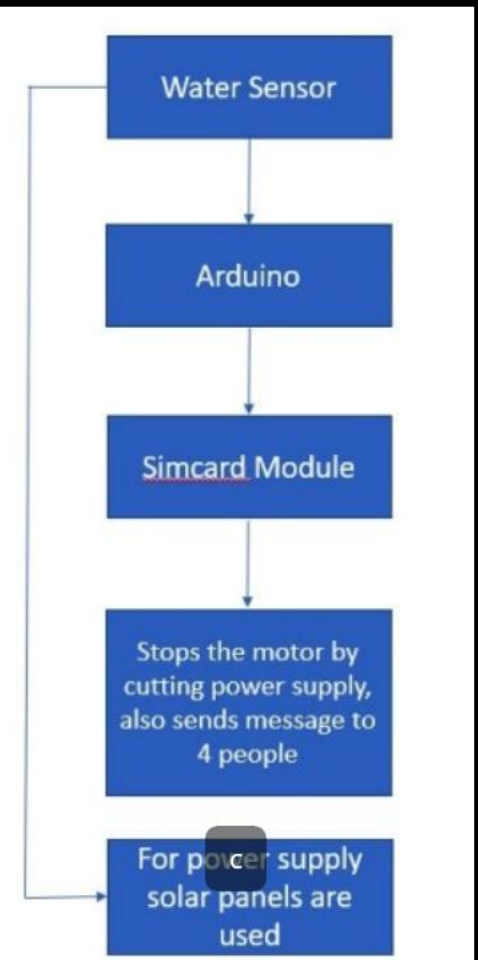 Water Sensor
Arduino
Simcard Module
Stops the motor by
cutting power supply,
also sends message to
4 people
For power supply
C
solar panels are
used